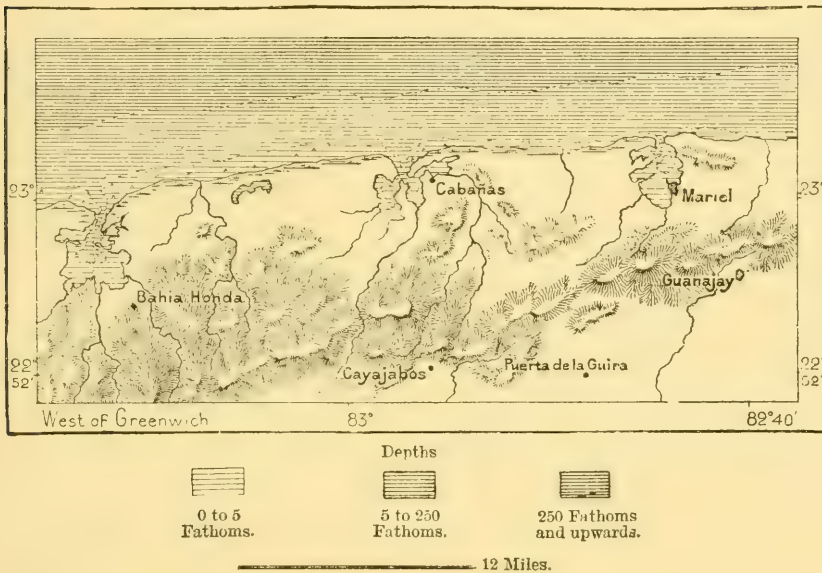 23°
Cabañas
Mariel
23°
Bahia Honda
Guanajay
22°
52'
Cayajabos
Puerta de la Guira
22°
52'
West of Greenwich
83°
82°40'
Depths
0 to 5
Fathoms.
5 to 250
Fathoms.
250 Fathoms
and upwards.
12 Miles.